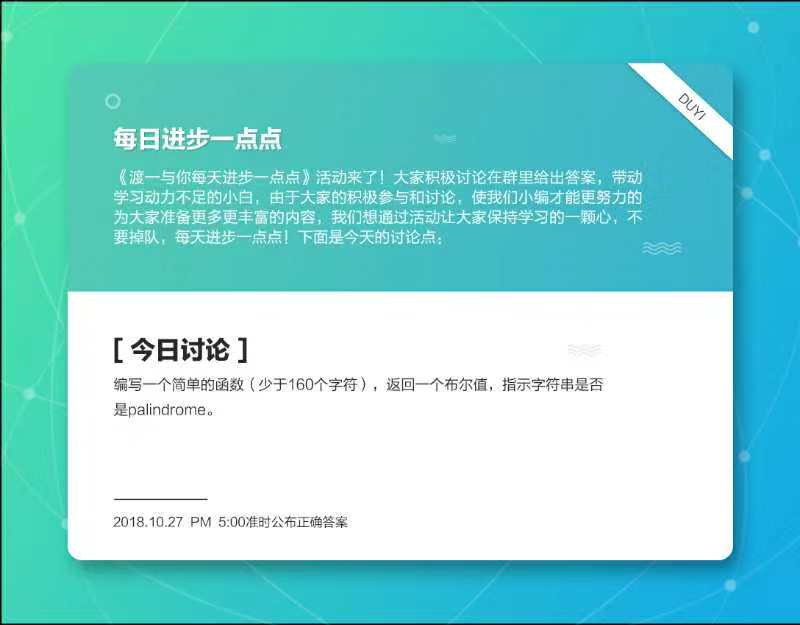 DUYI
每日进步一点点
《渡一与你每天进步一点点》活动来了！大家积极讨论在群里给出答案，带动
学习动力不足的小白，由于大家的积极参与和讨论，使我们小编才能更努力的
为大家准备更多更丰富的内容，我们想通过活动让大家保持学习的一颗心，不
要掉队，每天进步一点点！下面是今天的讨论点；
[ 今日讨论 ]
编写一个简单的函数（少于160个字符），返回一个布尔值，指示字符串是否
是palindrome。
2018.10.27 PM 5:00准时公布正确答案